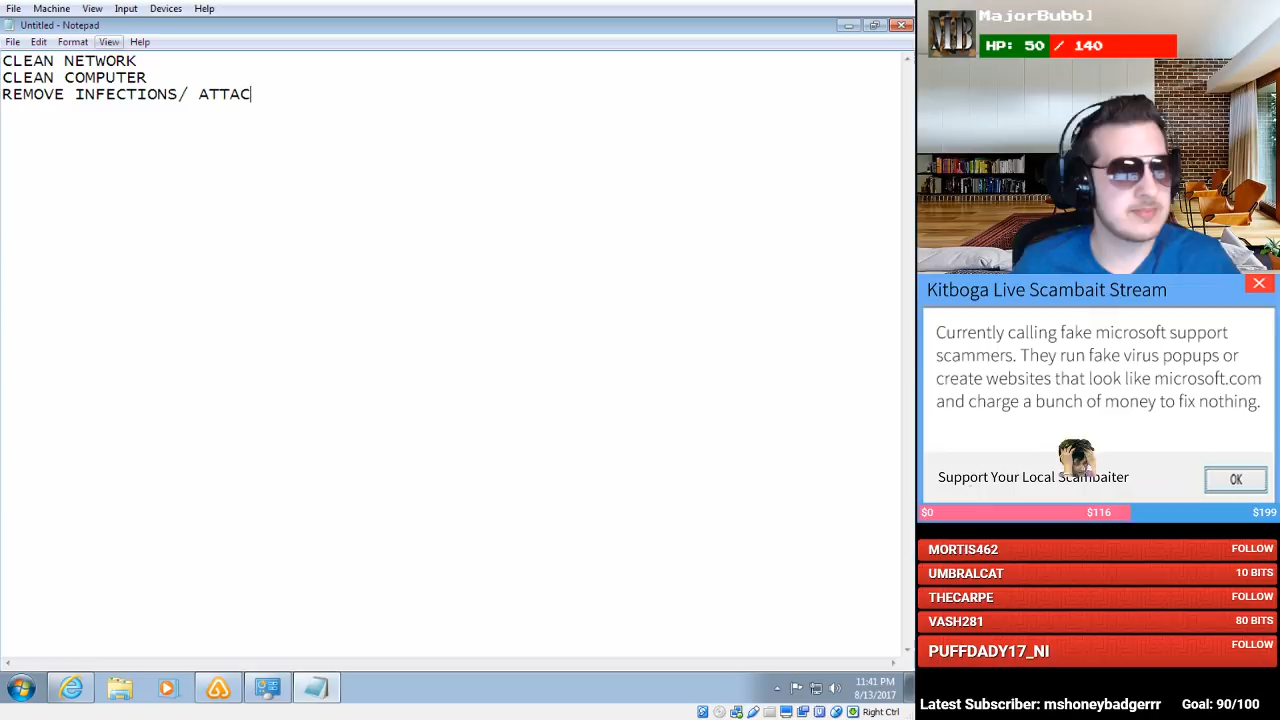 File Machine View Input Devices Help
Untitled - Notepad
File Edit Format View Help
CLEAN NETWORK
CLEAN COMPUTER
REMOVE INFECTIONS/ ATTAC
11:41 PM
8/13/2017
Right Ctrl
MB
HP: 50 / 140
Kitboga Live Scambait Stream
Currently calling fake microsoft support
scammers. They run fake virus popups or
create websites that look like microsoft.com
and charge a bunch of money to fix nothing.
Support Your Local Scambaiter
OK
$0 $116 $199
MORTIS462 FOLLOW
UMBRALCAT 10 BITS
THECARPE FOLLOW
VASH281 80 BITS
PUFFDADY17_NI FOLLOW
Latest Subscriber: mshoneybadgerrr Goal: 90/100